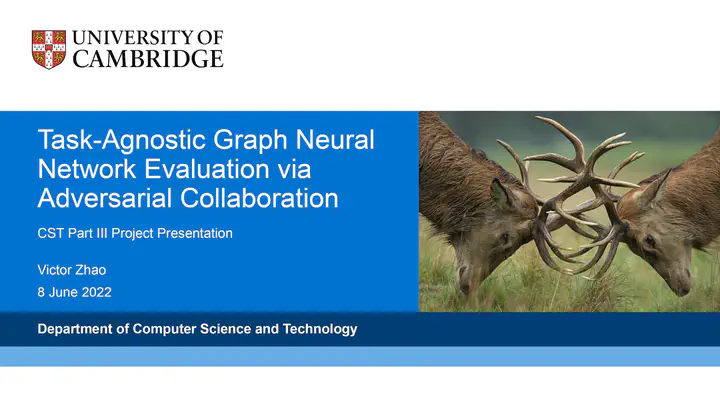 UNIVERSITY OF
CAMBRIDGE
Task-Agnostic Graph Neural
Network Evaluation via
Adversarial Collaboration
CST Part III Project Presentation
Victor Zhao
8 June 2022
Department of Computer Science and Technology